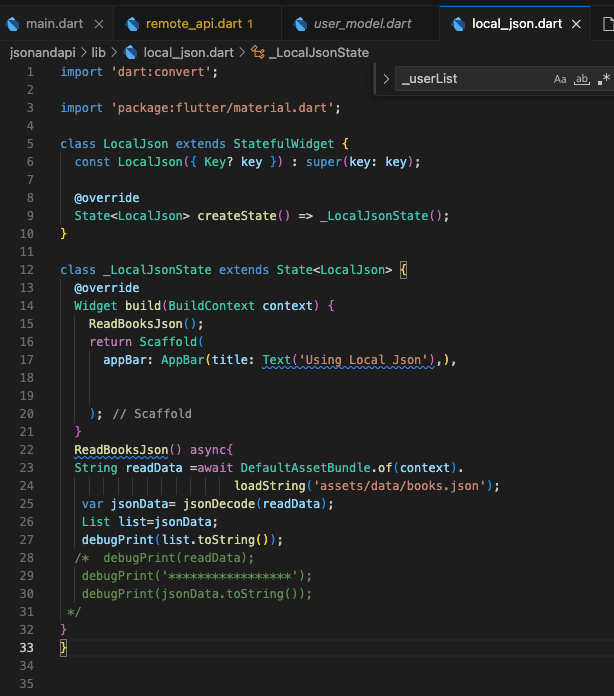 main.dart
remote_api.dart 1
user_model.dart
local_json.dart
jsonandapi > lib > local_json.dart > _LocalJsonState
_userList
Aa ab .*
1 import 'dart:convert';
2
3 import 'package:flutter/material.dart';
4
5 class LocalJson extends StatefulWidget {
6 const LocalJson({ Key? key }) : super(key: key);
7
8 @override
9 State<LocalJson> createState() => _LocalJsonState();
10 }
11
12 class _LocalJsonState extends State<LocalJson> {
13 @override
14 Widget build(BuildContext context) {
15 ReadBooksJson();
16 return Scaffold(
17 appBar: AppBar(title: Text('Using Local Json'),),
18
19
20 ); // Scaffold
21 }
22 ReadBooksJson() async{
23 String readData =await DefaultAssetBundle.of(context).
24 loadString('assets/data/books.json');
25 var jsonData= jsonDecode(readData);
26 List list=jsonData;
27 debugPrint(list.toString());
28 /* debugPrint(readData);
29 debugPrint('*****************');
30 debugPrint(jsonData.toString());
31 */
32 }
33 }
34
35